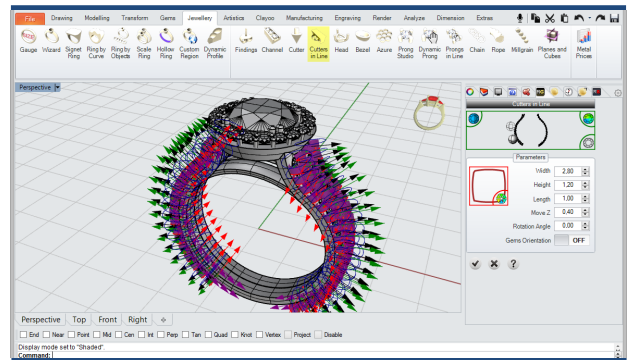 File Drawing Modelling Transform Gems Jewellery Artistics Clayoo Manufacturing Engraving Render Analyze Dimension Extras
Gauge Wizard Signet Ring Ring by Curve Ring by Objects Scale Ring Hollow Ring Custom Region Dynamic Profile Findings Channel Cutter Cutters in Line Head Bezel Azure Prong Studio Dynamic Prong Prongs in Line Chain Rope Millgrain Planes and Cubes Metal Prices
Perspective
Cutters in Line
Parameters
Width 2,80
Height 1,20
Length 1,00
Move Z 0,40
Rotation Angle 0,00
Gems Orientation OFF
Perspective Top Front Right
End Near Point Mid Cen Int Perp Tan Quad Knot Vertex Project Disable
Display mode set to "Shaded".
Command: